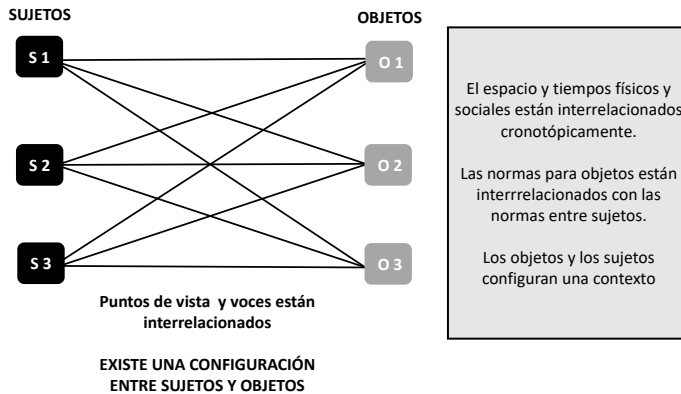 SUJETOS
OBJETOS
S 1
O 1
S 2
O 2
S 3
O 3
Puntos de vista y voces están
interrelacionados
EXISTE UNA CONFIGURACIÓN
ENTRE SUJETOS Y OBJETOS
El espacio y tiempos físicos y
sociales están interrelacionados
cronotópicamente.
Las normas para objetos están
interrrelacionados con las
normas entre sujetos.
Los objetos y los sujetos
configuran una contexto